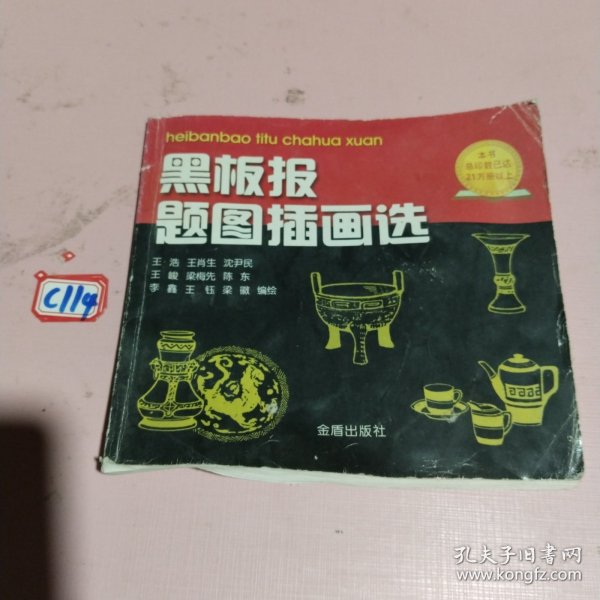 heibanbao titu chahua xuan
黑板报
题图插画选
本书
总印数已达
21万册以上
王 浩 王肖生 沈尹民
王 峻 梁梅先 陈 东
李 鑫 王 钰 梁 徽 编绘
C114
金盾出版社
孔夫子旧书网
www.kongfz.com